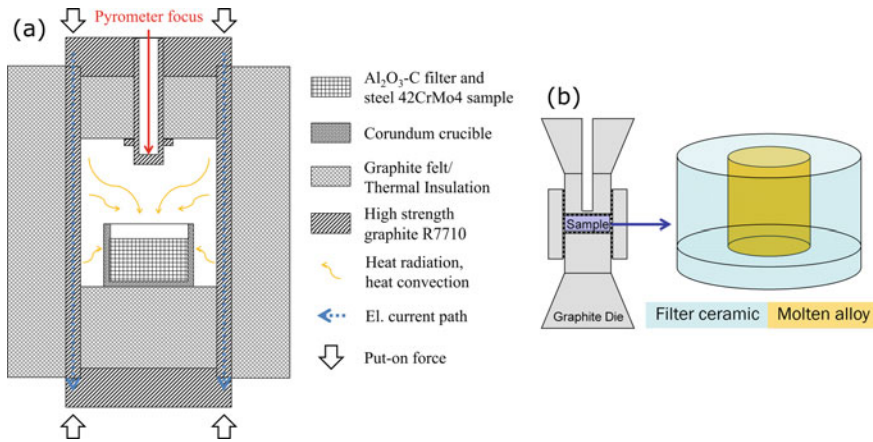 (a)
Pyrometer focus
Al₂O₃-C filter and
steel 42CrMo4 sample
Corundum crucible
Graphite felt/
Thermal Insulation
High strength
graphite R7710
Heat radiation,
heat convection
El. current path
Put-on force
(b)
Sample
Graphite Die
Filter ceramic
Molten alloy